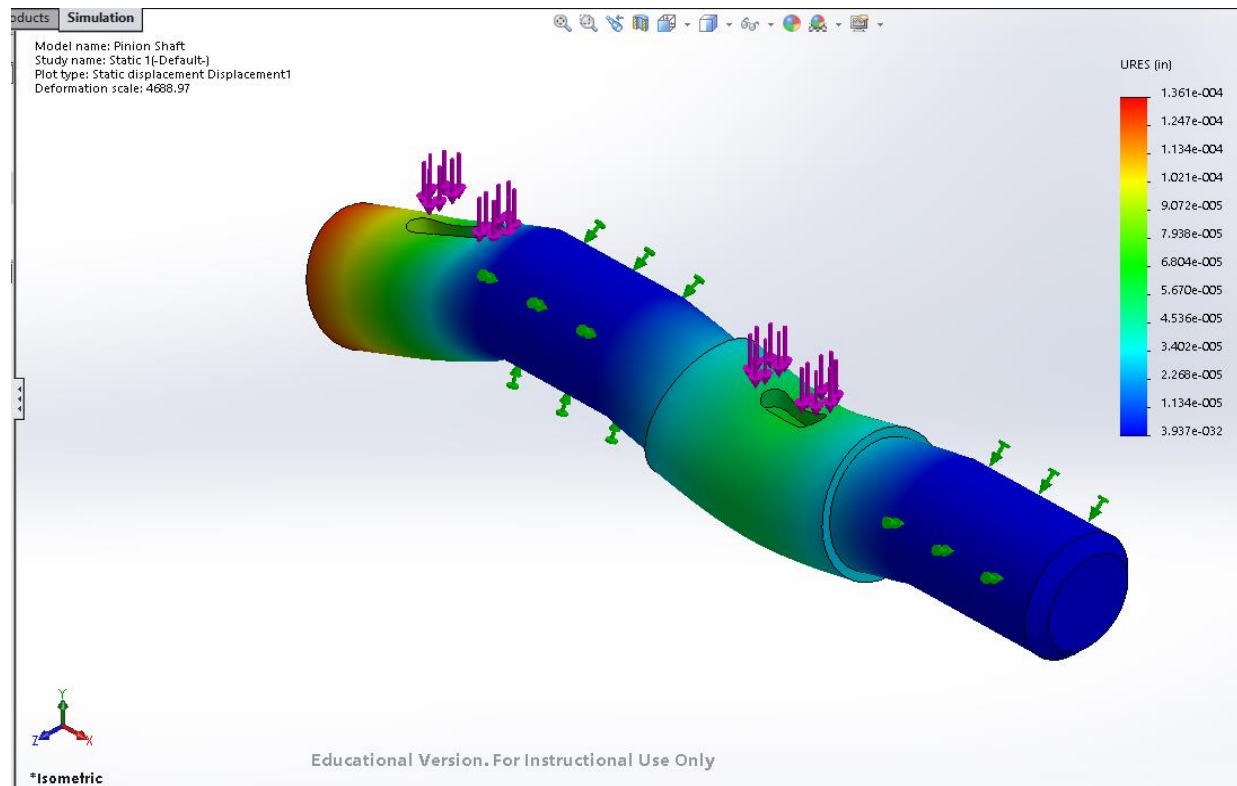 oducts Simulation
Model name: Pinion Shaft
Study name: Static 1(-Default-)
Plot type: Static displacement Displacement1
Deformation scale: 4688.97
URES (in)
1.361e-004
1.247e-004
1.134e-004
1.021e-004
9.072e-005
7.938e-005
6.804e-005
5.670e-005
4.536e-005
3.402e-005
2.268e-005
1.134e-005
3.937e-032
Y
Z
X
Educational Version. For Instructional Use Only
*Isometric